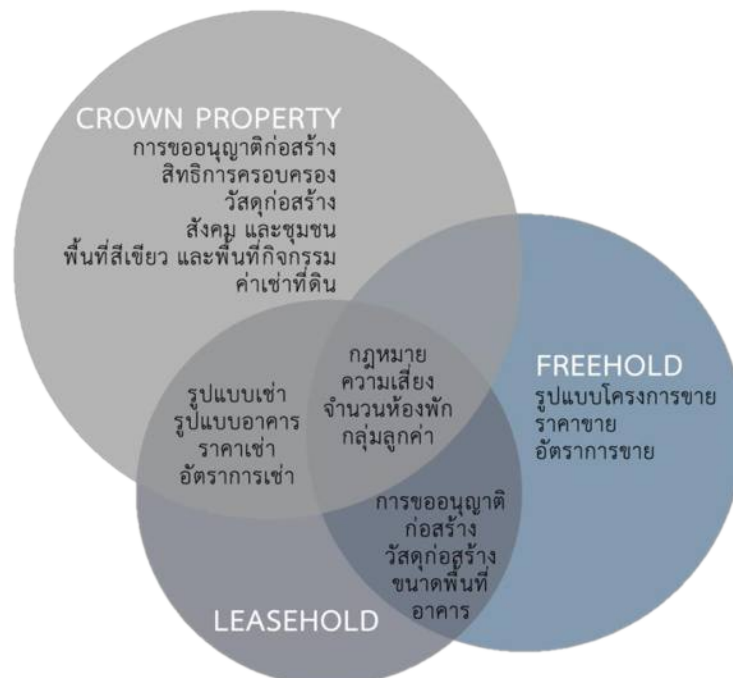 CROWN PROPERTY
การขออนุญาติก่อสร้าง
สิทธิการครอบครอง
วัสดุก่อสร้าง
สังคม และชุมชน
พื้นที่สีเขียว และพื้นที่กิจกรรม
ค่าเช่าที่ดิน
รูปแบบเช่า
รูปแบบอาคาร
ราคาเช่า
อัตราการเช่า
กฎหมาย
ความเสี่ยง
จำนวนห้องพัก
กลุ่มลูกค่า
FREEHOLD
รูปแบบโครงการขาย
ราคาขาย
อัตราการขาย
การขออนุญาติ
ก่อสร้าง
วัสดุก่อสร้าง
ขนาดพื้นที่
อาคาร
LEASEHOLD